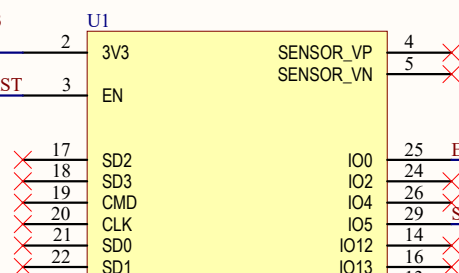 U1
2 3V3 SENSOR_VP 4
SENSOR_VN 5
ST 3 EN
17 SD2 IO0 25
18 SD3 IO2 24
19 CMD IO4 26
20 CLK IO5 29
21 SD0 IO12 14
22 SD1 IO13 16